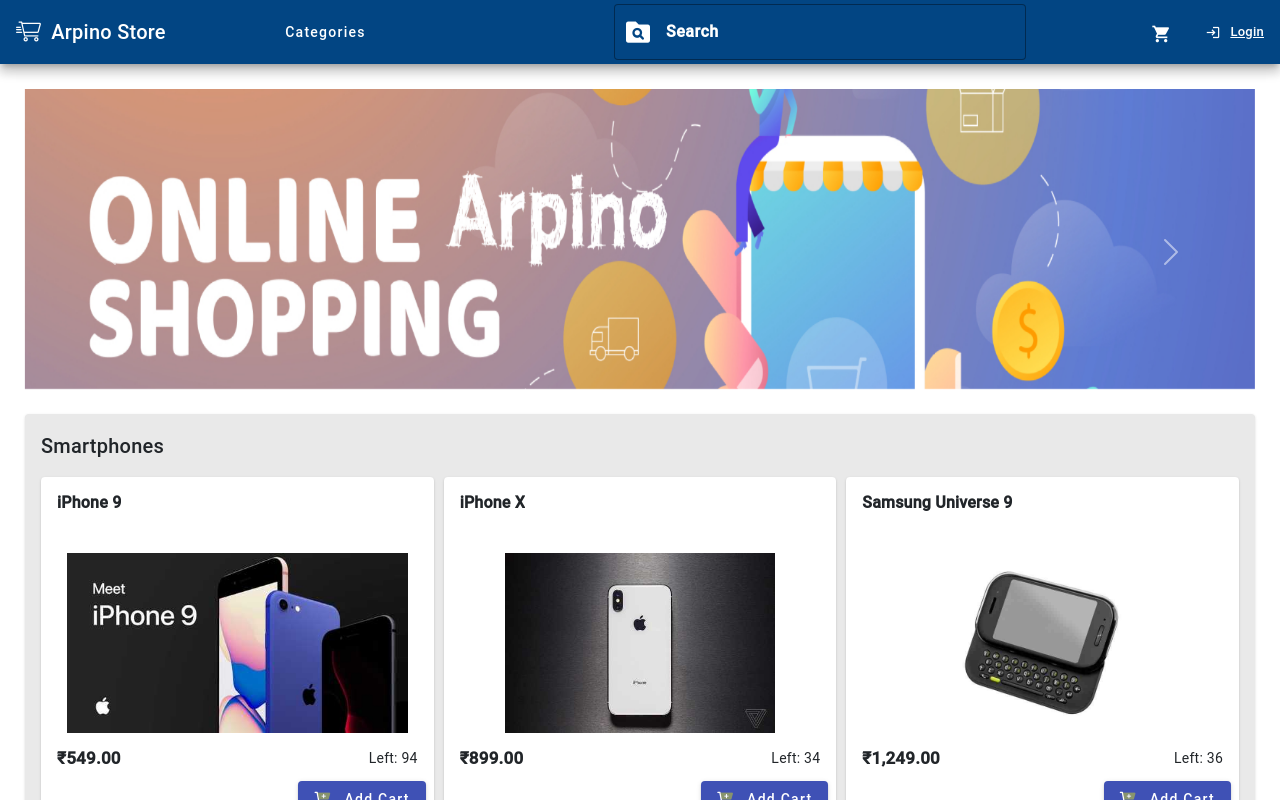 Arpino Store
Categories
Search
Login
ONLINE Arpino
SHOPPING
$
Smartphones
iPhone 9
iPhone X
Samsung Universe 9
Meet
iPhone 9
iPhone
₹549.00
Left: 94
₹899.00
Left: 34
₹1,249.00
Left: 36
Add Cart
Add Cart
Add Cart